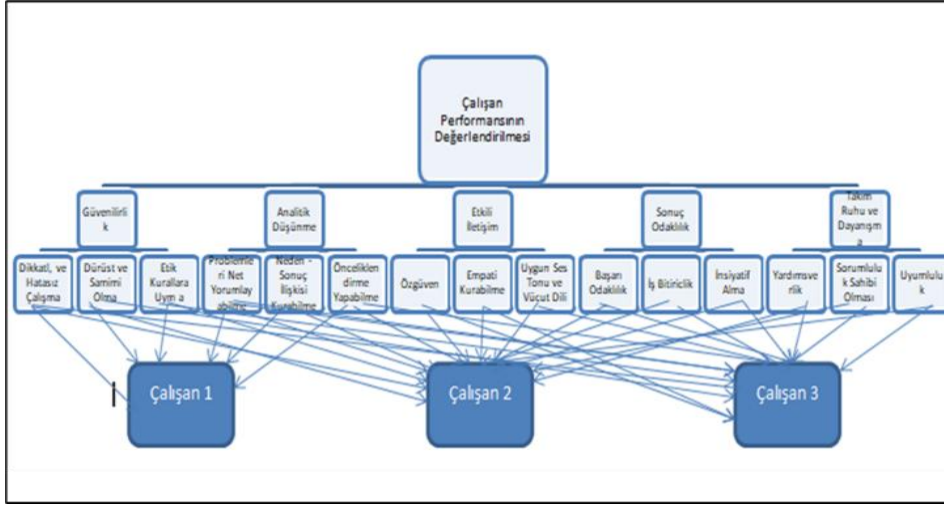 Çalışan
Performansının
Değerlendirilmesi
Güvenilirli
k
Analitik
Düşünme
Etkili
İletişim
Sonuç
Odaklılık
Takım
Ruhu ve
Dayanışm
a
Dikkatli, ve
Hatasız
Çalışma
Dürüst ve
Samimi
Olma
Etik
Kurallara
Uym a
Problemle
ri Net
Yorumlay
abilme
Neden -
Sonuç
İlişkisi
Kurabilme
Önceliklen
dirme
Yapabilme
Özgüven
Empati
Kurabilme
Uygun Ses
Tonu ve
Vücut Dili
Başarı
Odaklılık
İş Bitiricilik
İnsiyatif
Alma
Yardımseve
rlik
Sorumlulu
k Sahibi
Olması
Uyumlulu
k
Çalışan 1
Çalışan 2
Çalışan 3